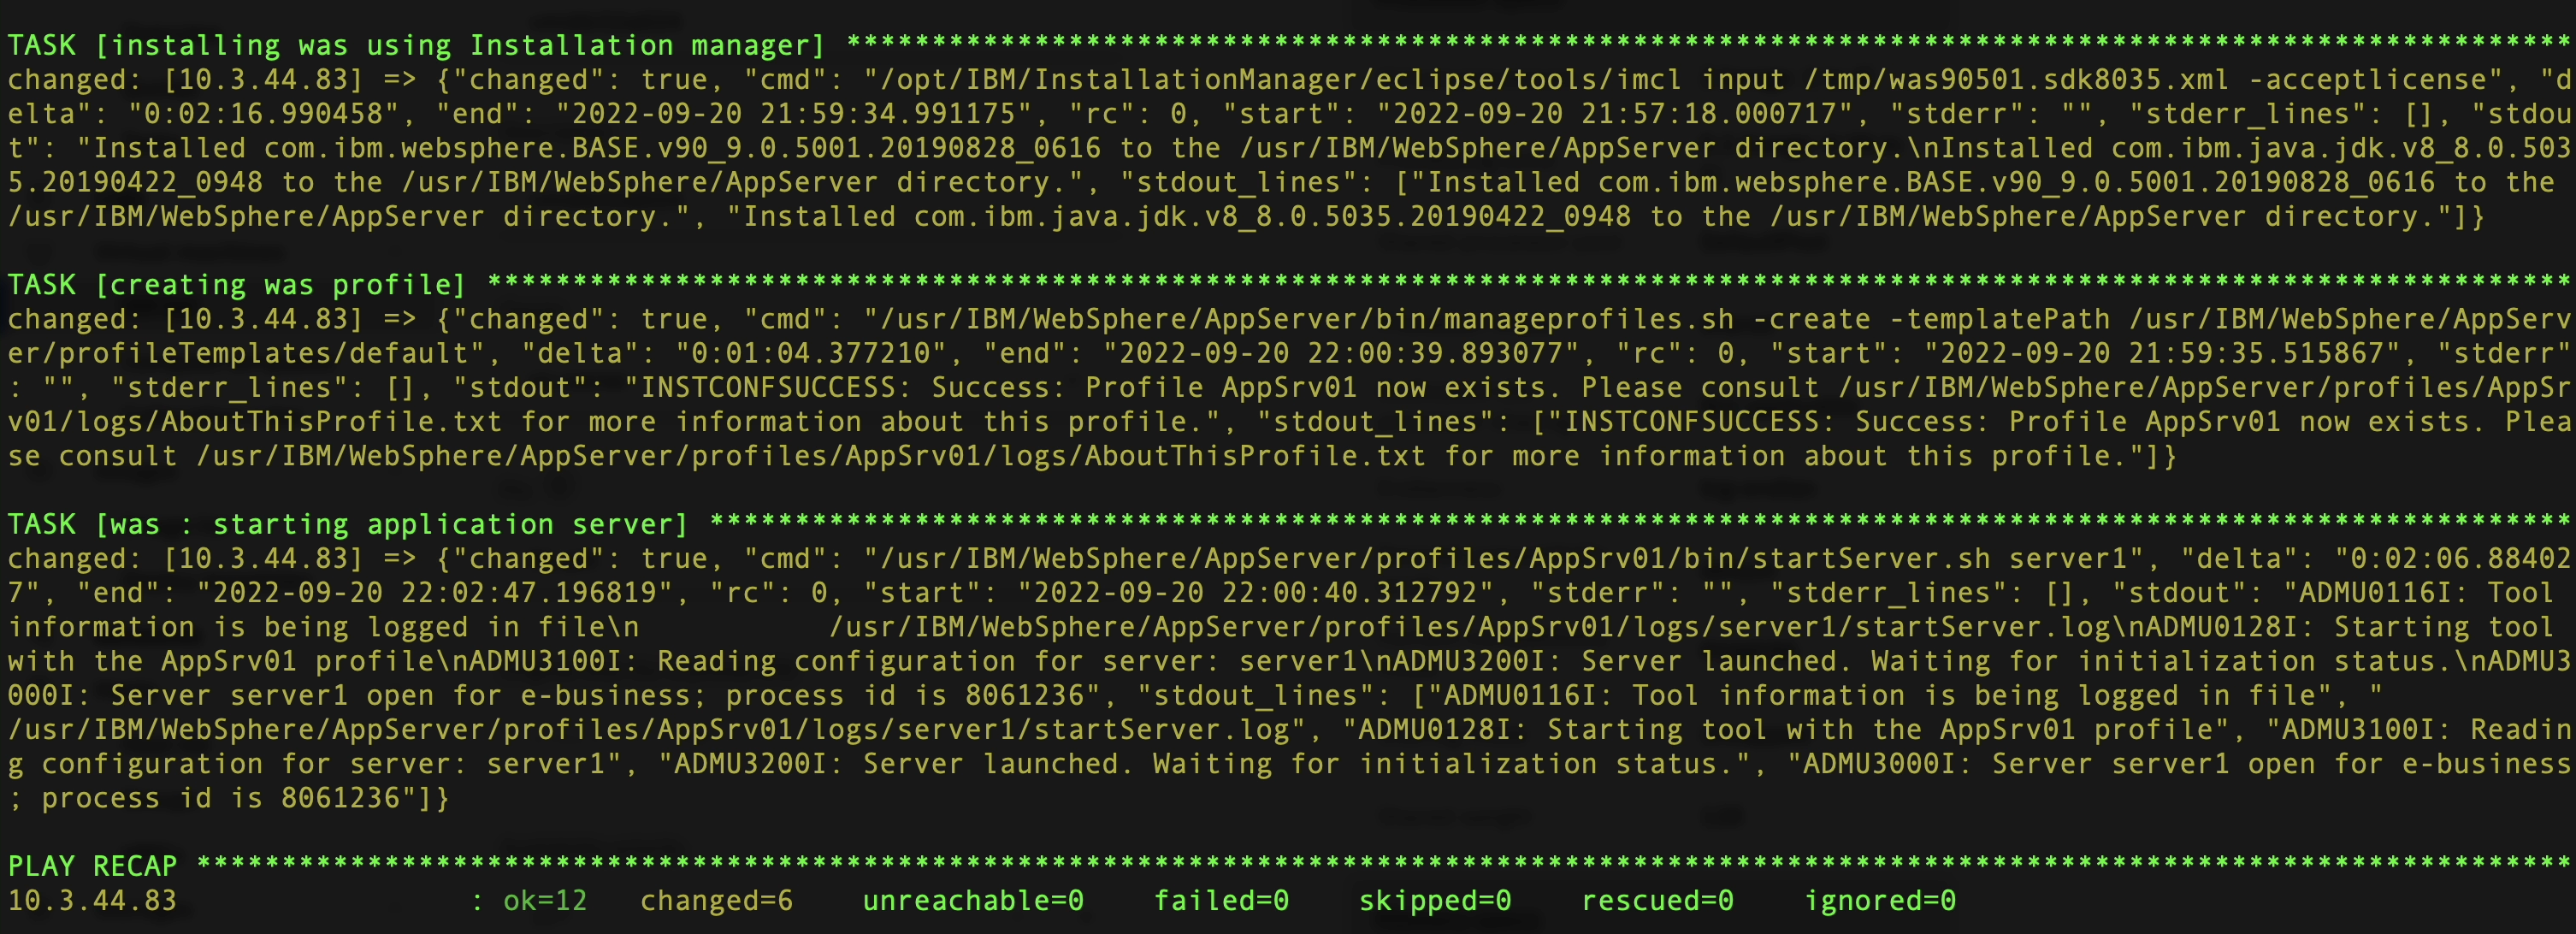 TASK [installing was using Installation manager] *****************************************************************************************************
changed: [10.3.44.83] => {"changed": true, "cmd": "/opt/IBM/InstallationManager/eclipse/tools/imcl input /tmp/was90501.sdk8035.xml -acceptlicense", "d
elta": "0:02:16.990458", "end": "2022-09-20 21:59:34.991175", "rc": 0, "start": "2022-09-20 21:57:18.000717", "stderr": "", "stderr_lines": [], "stdou
t": "Installed com.ibm.websphere.BASE.v90_9.0.5001.20190828_0616 to the /usr/IBM/WebSphere/AppServer directory.\nInstalled com.ibm.java.jdk.v8_8.0.503
5.20190422_0948 to the /usr/IBM/WebSphere/AppServer directory.", "stdout_lines": ["Installed com.ibm.websphere.BASE.v90_9.0.5001.20190828_0616 to the
/usr/IBM/WebSphere/AppServer directory.", "Installed com.ibm.java.jdk.v8_8.0.5035.20190422_0948 to the /usr/IBM/WebSphere/AppServer directory."]}
TASK [creating was profile] **************************************************************************************************************************
changed: [10.3.44.83] => {"changed": true, "cmd": "/usr/IBM/WebSphere/AppServer/bin/manageprofiles.sh -create -templatePath /usr/IBM/WebSphere/AppServ
er/profileTemplates/default", "delta": "0:01:04.377210", "end": "2022-09-20 22:00:39.893077", "rc": 0, "start": "2022-09-20 21:59:35.515867", "stderr"
: "", "stderr_lines": [], "stdout": "INSTCONFSUCCESS: Success: Profile AppSrv01 now exists. Please consult /usr/IBM/WebSphere/AppServer/profiles/AppSr
v01/logs/AboutThisProfile.txt for more information about this profile.", "stdout_lines": ["INSTCONFSUCCESS: Success: Profile AppSrv01 now exists. Plea
se consult /usr/IBM/WebSphere/AppServer/profiles/AppSrv01/logs/AboutThisProfile.txt for more information about this profile."]}
TASK [was : starting application server] *************************************************************************************************************
changed: [10.3.44.83] => {"changed": true, "cmd": "/usr/IBM/WebSphere/AppServer/profiles/AppSrv01/bin/startServer.sh server1", "delta": "0:02:06.88402
7", "end": "2022-09-20 22:02:47.196819", "rc": 0, "start": "2022-09-20 22:00:40.312792", "stderr": "", "stderr_lines": [], "stdout": "ADMU0116I: Tool
information is being logged in file\n           /usr/IBM/WebSphere/AppServer/profiles/AppSrv01/logs/server1/startServer.log\nADMU0128I: Starting tool
with the AppSrv01 profile\nADMU3100I: Reading configuration for server: server1\nADMU3200I: Server launched. Waiting for initialization status.\nADMU3
000I: Server server1 open for e-business; process id is 8061236", "stdout_lines": ["ADMU0116I: Tool information is being logged in file", "
/usr/IBM/WebSphere/AppServer/profiles/AppSrv01/logs/server1/startServer.log", "ADMU0128I: Starting tool with the AppSrv01 profile", "ADMU3100I: Readin
g configuration for server: server1", "ADMU3200I: Server launched. Waiting for initialization status.", "ADMU3000I: Server server1 open for e-business
; process id is 8061236"]}
PLAY RECAP *******************************************************************************************************************************************
10.3.44.83                 : ok=12   changed=6    unreachable=0    failed=0    skipped=0    rescued=0    ignored=0